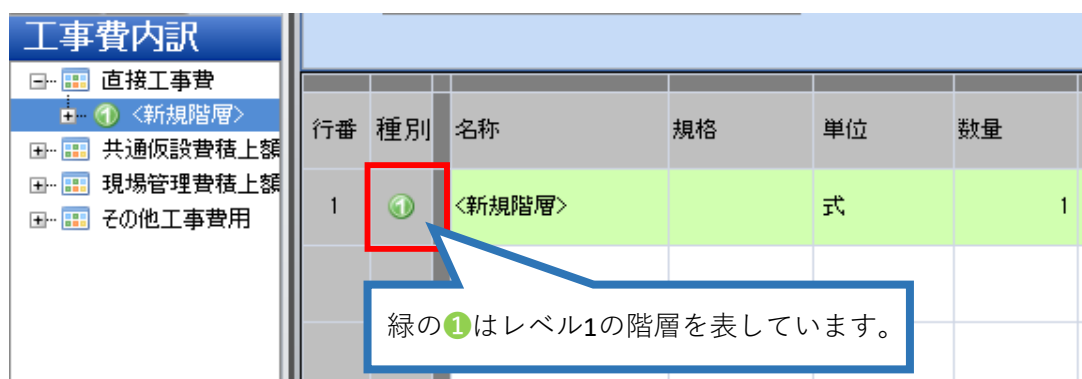 工事費内訳
直接工事費
① <新規階層>
共通仮設費積上額
現場管理費積上額
その他工事費用
行番 種別 名称 規格 単位 数量
1 ① <新規階層> 式 1
緑の❶はレベル1の階層を表しています。